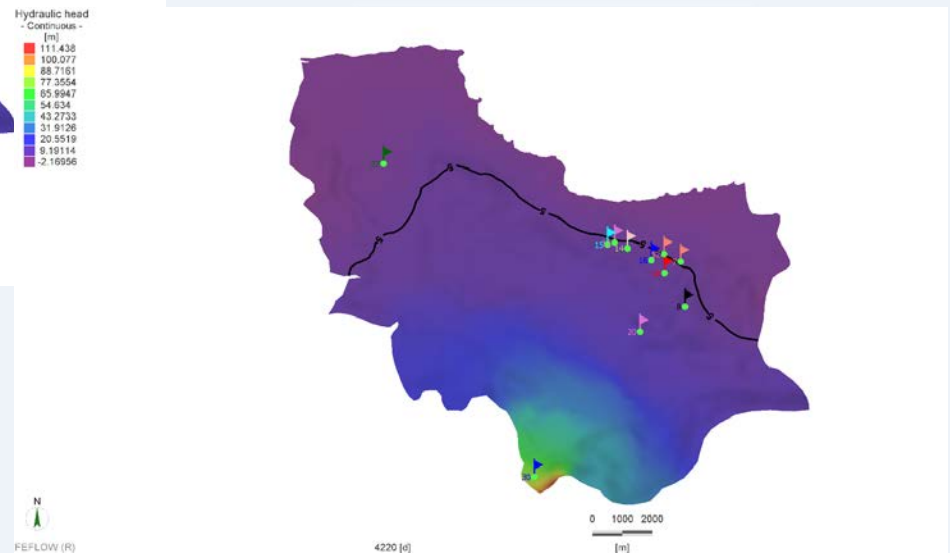 Hydraulic head
- Continuous -
[m]
111.438
100.077
88.7161
77.3554
65.9947
54.634
43.2733
31.9126
20.5519
9.19114
-2.16956
20
N
FEFLOW (R)
4220 [d]
0 1000 2000
[m]